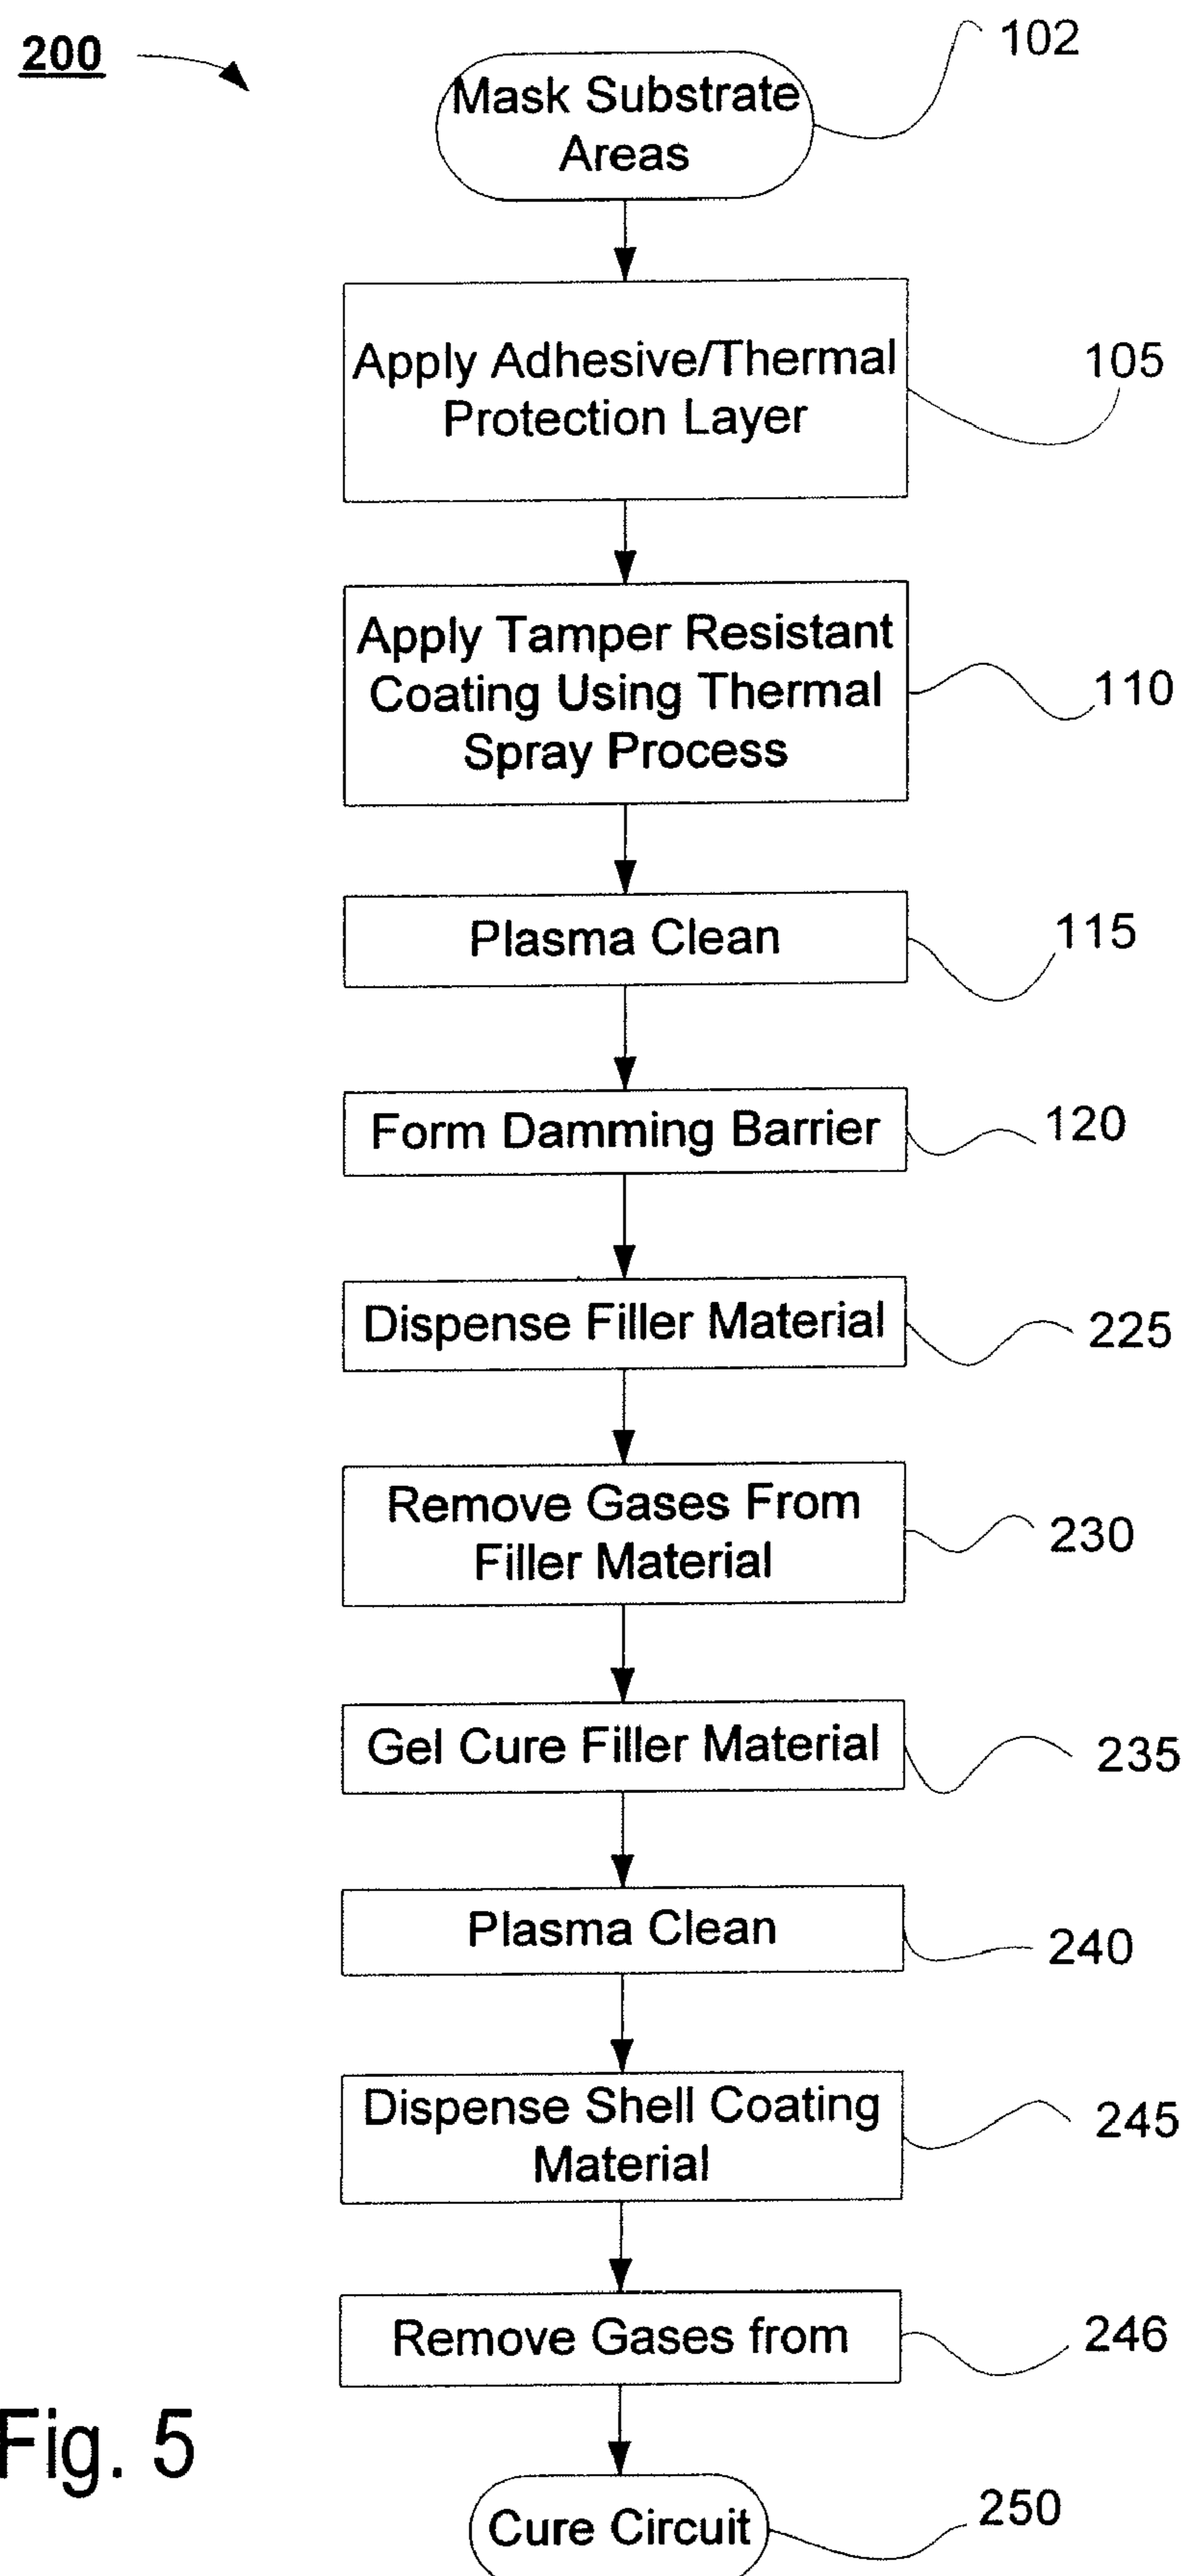 200
102
Mask Substrate
Areas
Apply Adhesive/Thermal
Protection Layer
105
Apply Tamper Resistant
Coating Using Thermal
Spray Process
110
Plasma Clean
115
Form Damming Barrier
120
Dispense Filler Material
225
Remove Gases From
Filler Material
230
Gel Cure Filler Material
235
Plasma Clean
240
Dispense Shell Coating
Material
245
Remove Gases from
246
Fig. 5
Cure Circuit
250